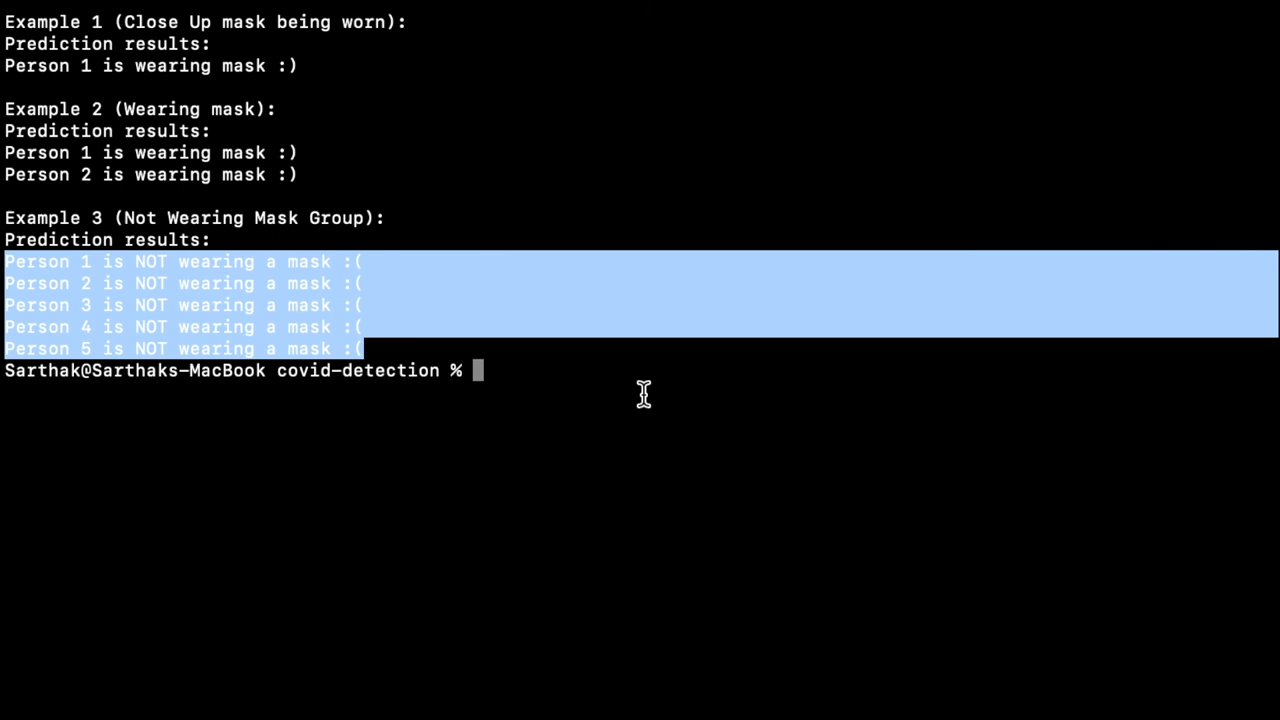 Example 1 (Close Up mask being worn):
Prediction results:
Person 1 is wearing mask :)
Example 2 (Wearing mask):
Prediction results:
Person 1 is wearing mask :)
Person 2 is wearing mask :)
Example 3 (Not Wearing Mask Group):
Prediction results:
Person 1 is NOT wearing a mask :(
Person 2 is NOT wearing a mask :(
Person 3 is NOT wearing a mask :(
Person 4 is NOT wearing a mask :(
Person 5 is NOT wearing a mask :(
Sarthak@Sarthaks-MacBook covid-detection %